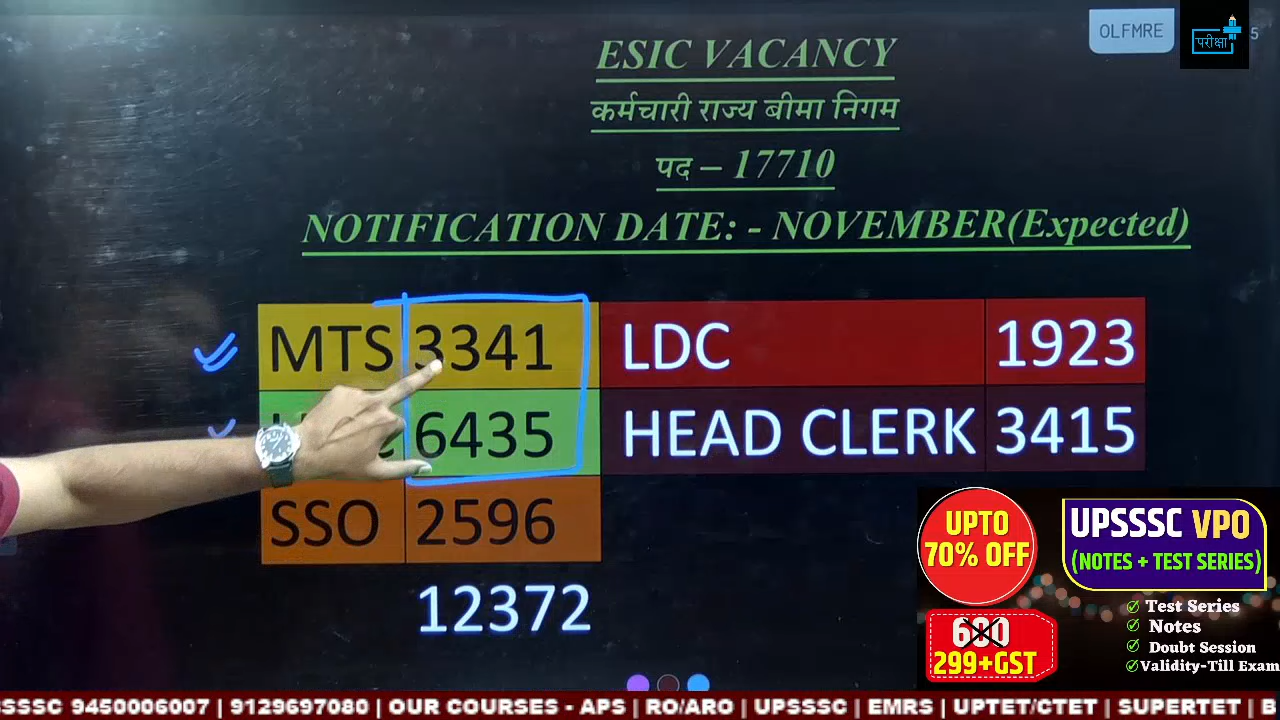 OLFMRE
परीक्षा
5
ESIC VACANCY
कर्मचारी राज्य बीमा निगम
पद – 17710
NOTIFICATION DATE: - NOVEMBER(Expected)
MTS 3341 LDC 1923
6435 HEAD CLERK 3415
SSO 2596
12372
UPTO
70% OFF
UPSSSC VPO
(NOTES + TEST SERIES)
600
299+GST
Test Series
Notes
Doubt Session
Validity-Till Exam
SSSC 9450006007 | 9129697080 | OUR COURSES - APS | RO/ARO | UPSSSC | EMRS | UPTET/CTET | SUPERTET | B